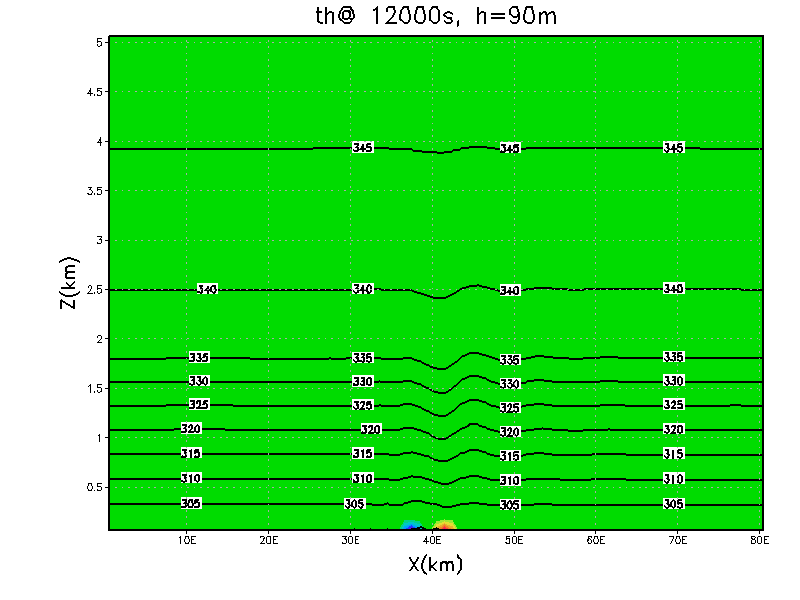 th@ 12000s, h=90m
5
4.5
345 345 345
4
3.5
3
340 340 340 340
2.5
2
335 335 335 335
330 330 330 330
1.5
325 325 325 325
320 320 320 320
1
315 315 315 315
310 310 310 310
0.5
305 305 305 305
Z(km)
10E 20E 30E 40E 50E 60E 70E 80E
X(km)